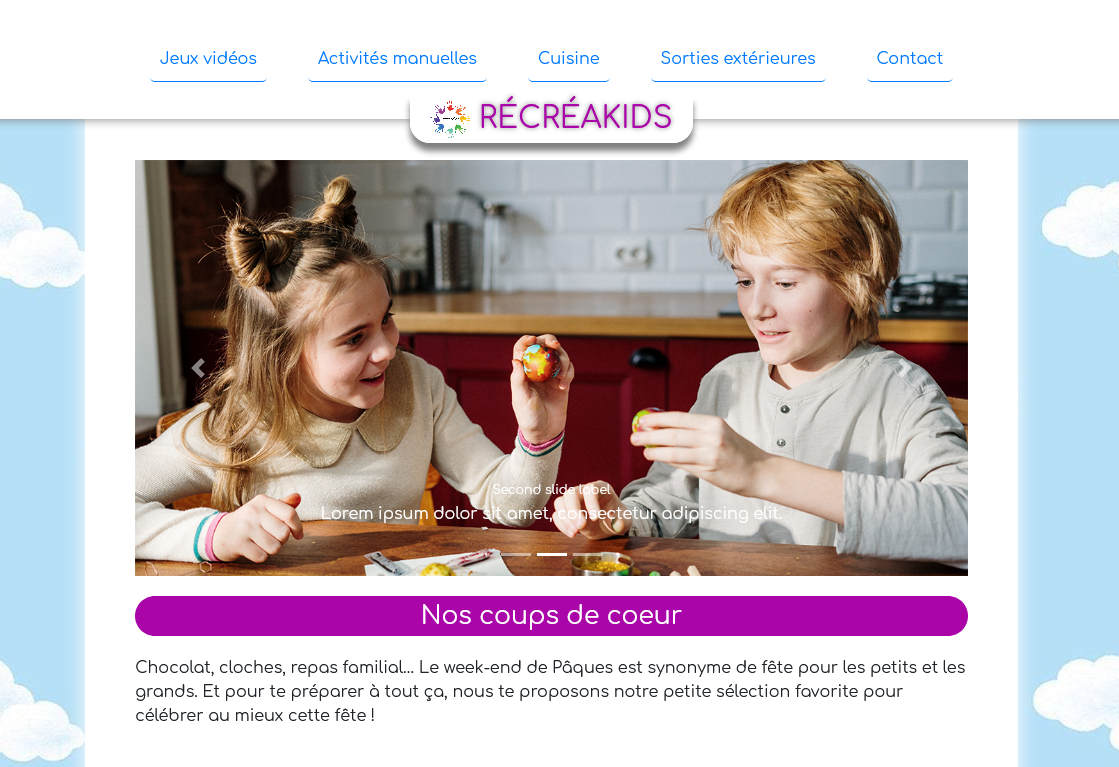 Jeux vidéos
Activités manuelles
Cuisine
Sorties extérieures
Contact
RÉCRÉAKIDS
Second slide label
Lorem ipsum dolor sit amet, consectetur adipiscing elit.
Nos coups de coeur
Chocolat, cloches, repas familial... Le week-end de Pâques est synonyme de fête pour les petits et les
grands. Et pour te préparer à tout ça, nous te proposons notre petite sélection favorite pour
célébrer au mieux cette fête !